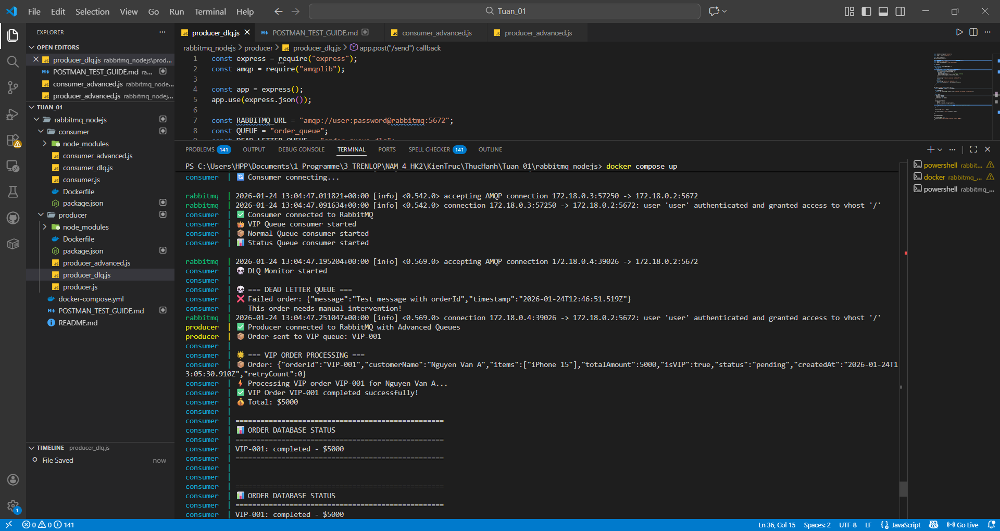 File Edit Selection View Go Run Terminal Help
Tuan_01
EXPLORER
OPEN EDITORS
producer_dlq.js rabbitmq_nodejs\prod...
POSTMAN_TEST_GUIDE.md ra...
consumer_advanced.js rabbitmq_node...
producer_advanced.js rabbitmq_nodej...
TUAN_01
rabbitmq_nodejs
consumer
node_modules
consumer_advanced.js
consumer_dlq.js
consumer.js
Dockerfile
package.json
producer
node_modules
Dockerfile
package.json
producer_advanced.js
producer_dlq.js
producer.js
docker-compose.yml
POSTMAN_TEST_GUIDE.md
README.md
TIMELINE producer_dlq.js
File Saved now
producer_dlq.js POSTMAN_TEST_GUIDE.md consumer_advanced.js producer_advanced.js
rabbitmq_nodejs > producer > producer_dlq.js > app.post("/send") callback
1 const express = require("express");
2 const amqp = require("amqplib");
3
4 const app = express();
5 app.use(express.json());
6
7 const RABBITMQ_URL = "amqp://user:password@rabbitmq:5672";
8 const QUEUE = "order_queue";
PROBLEMS 141 OUTPUT DEBUG CONSOLE TERMINAL PORTS SPELL CHECKER 141 OUTLINE
PS C:\Users\HPP\Documents\1_Programme\3_TRENLOP\NAM_4_HK2\KienTruc\ThucHanh\Tuan_01\rabbitmq_nodejs> docker compose up
consumer | 🔄 Consumer connecting...
rabbitmq | 2026-01-24 13:04:47.011821+00:00 [info] <0.542.0> accepting AMQP connection 172.18.0.3:57250 -> 172.18.0.2:5672
rabbitmq | 2026-01-24 13:04:47.091634+00:00 [info] <0.542.0> connection 172.18.0.3:57250 -> 172.18.0.2:5672: user 'user' authenticated and granted access to vhost '/'
consumer | ✅ Consumer connected to RabbitMQ
consumer | 👑 VIP Queue consumer started
consumer | 📦 Normal Queue consumer started
consumer | 📊 Status Queue consumer started
rabbitmq | 2026-01-24 13:04:47.195204+00:00 [info] <0.569.0> accepting AMQP connection 172.18.0.4:39026 -> 172.18.0.2:5672
consumer | 💀 DLQ Monitor started
consumer |
consumer | 💀 === DEAD LETTER QUEUE ===
consumer | ❌ Failed order: {"message":"Test message with orderId","timestamp":"2026-01-24T12:46:51.519Z"}
consumer | This order needs manual intervention!
rabbitmq | 2026-01-24 13:04:47.251047+00:00 [info] <0.569.0> connection 172.18.0.4:39026 -> 172.18.0.2:5672: user 'user' authenticated and granted access to vhost '/'
producer | ✅ Producer connected to RabbitMQ with Advanced Queues
producer | 📦 Order sent to VIP queue: VIP-001
consumer |
consumer | 🌟 === VIP ORDER PROCESSING ===
consumer | 📦 Order: {"orderId":"VIP-001","customerName":"Nguyen Van A","items":["iPhone 15"],"totalAmount":5000,"isVIP":true,"status":"pending","createdAt":"2026-01-24T1
3:05:30.910Z","retryCount":0}
consumer | ⚡ Processing VIP order VIP-001 for Nguyen Van A...
consumer | ✅ VIP Order VIP-001 completed successfully!
consumer | 💰 Total: $5000
consumer |
consumer | ==================================================
consumer | 📊 ORDER DATABASE STATUS
consumer | ==================================================
consumer | VIP-001: completed - $5000
consumer | ==================================================
consumer |
consumer |
consumer | ==================================================
consumer | 📊 ORDER DATABASE STATUS
consumer | ==================================================
consumer | VIP-001: completed - $5000
powershell rabbit...
docker rabbitmq_...
powershell rabbitmq_...
1
0 0 141
Ln 36, Col 15 Spaces: 2 UTF-8 LF JavaScript Go Live